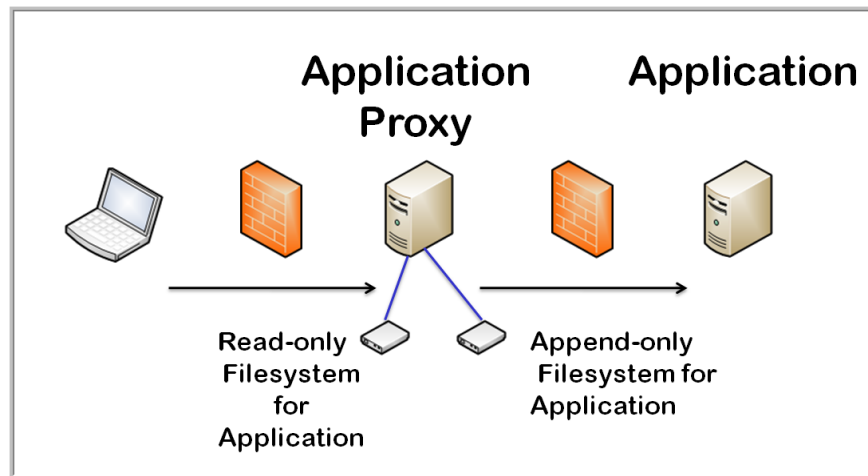 Application
Proxy
Application
Read-only
Filesystem
for
Application
Append-only
Filesystem for
Application